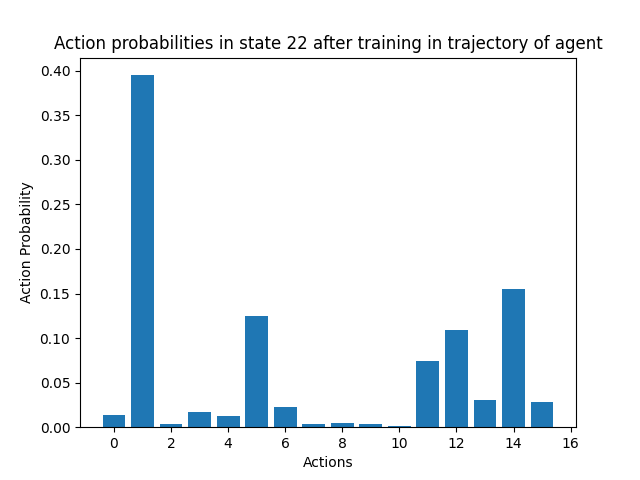 Action probabilities in state 22 after training in trajectory of agent
0.40
0.35
0.30
0.25
0.20
0.15
0.10
0.05
0.00
Action Probability
0 2 4 6 8 10 12 14 16
Actions